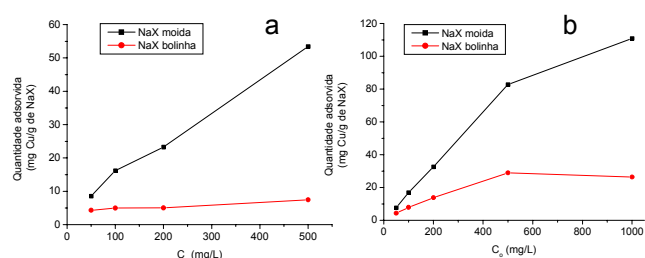 a
NaX moida
NaX bolinha
Quantidade adsorvida
(mg Cu/g de NaX)
60
50
40
30
20
10
0
0 100 200 300 400 500
C (mg/L)
b
NaX moida
NaX bolinha
Quantidade adsorvida
(mg Cu/g de NaX)
120
100
80
60
40
20
0
0 200 400 600 800 1000
C₀ (mg/L)